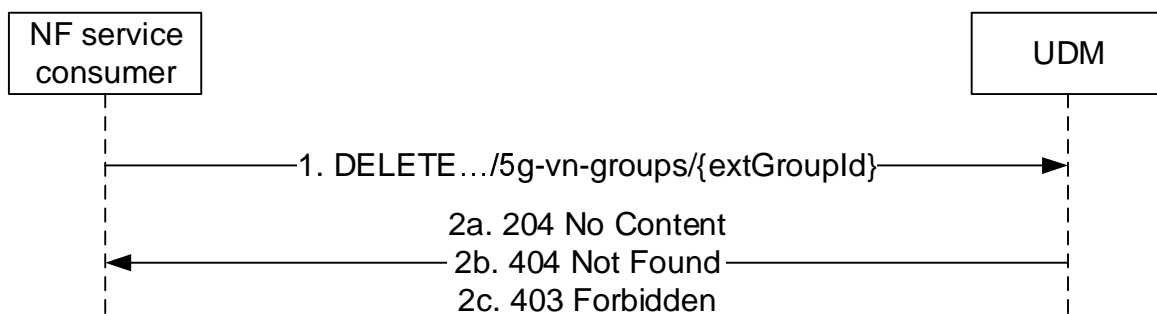 NF service
consumer
UDM
1. DELETE…/5g-vn-groups/{extGroupId}
2a. 204 No Content
2b. 404 Not Found
2c. 403 Forbidden